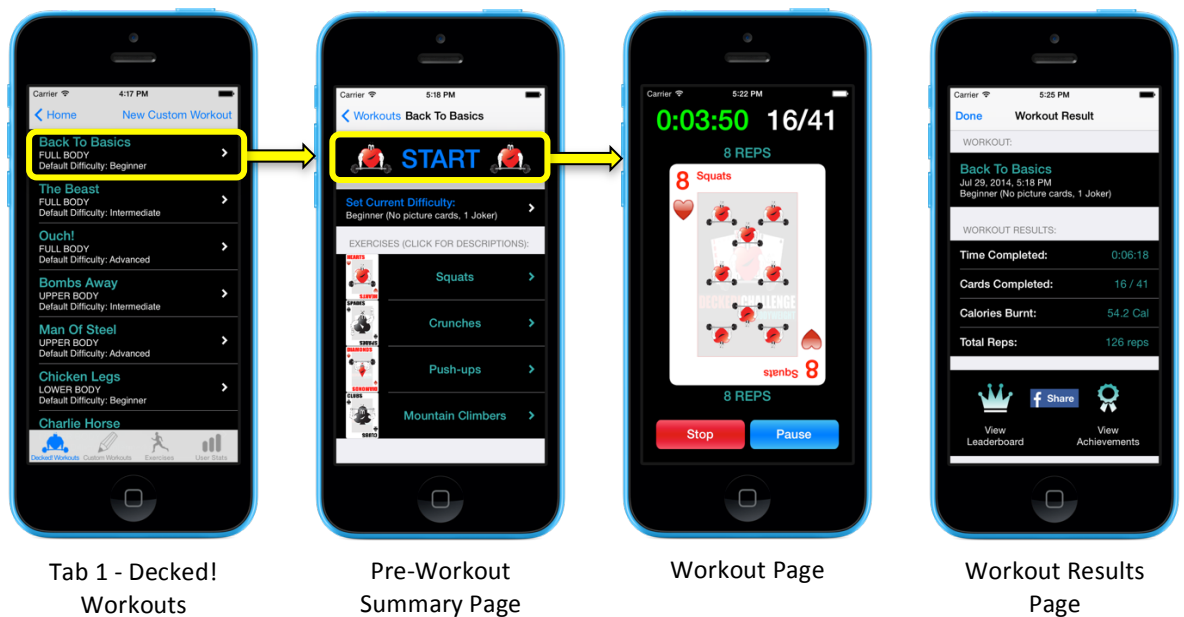 Carrier 4:17 PM
Home New Custom Workout
Back To Basics
FULL BODY
Default Difficulty: Beginner
The Beast
FULL BODY
Default Difficulty: Intermediate
Ouch!
FULL BODY
Default Difficulty: Advanced
Bombs Away
UPPER BODY
Default Difficulty: Intermediate
Man Of Steel
UPPER BODY
Default Difficulty: Advanced
Chicken Legs
LOWER BODY
Default Difficulty: Beginner
Charlie Horse
Decked! Workouts Custom Workouts Exercises User Stats
Tab 1 - Decked!
Workouts
Carrier 5:18 PM
Workouts Back To Basics
START
Set Current Difficulty:
Beginner (No picture cards, 1 Joker)
EXERCISES (CLICK FOR DESCRIPTIONS):
HEARTS
Squats
HEARTS
SPADES
Crunches
SPADES
DIAMONDS
Push-ups
DIAMONDS
CLUBS
Mountain Climbers
CLUBS
Pre-Workout
Summary Page
Carrier 5:22 PM
0:03:50 16/41
8 REPS
8 Squats
DECKED CHALLENGE
8 Squats
8 REPS
Stop Pause
Workout Page
Carrier 5:25 PM
Done Workout Result
WORKOUT:
Back To Basics
Jul 29, 2014, 5:18 PM
Beginner (No picture cards, 1 Joker)
WORKOUT RESULTS:
Time Completed: 0:06:18
Cards Completed: 16 / 41
Calories Burnt: 54.2 Cal
Total Reps: 126 reps
f Share
View
Leaderboard
View
Achievements
Workout Results
Page